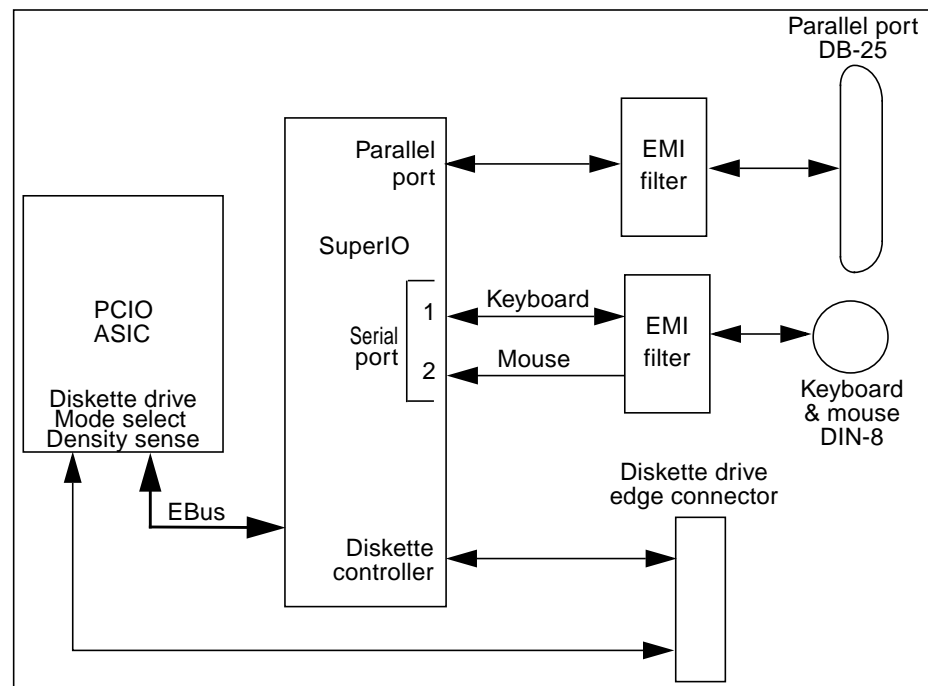 Parallel port
DB-25
Parallel
port
EMI
filter
SuperIO
PCIO
ASIC
Keyboard
1
Serial
port
2
Mouse
EMI
filter
Keyboard
& mouse
DIN-8
Diskette drive
Mode select
Density sense
Diskette drive
edge connector
EBus
Diskette
controller